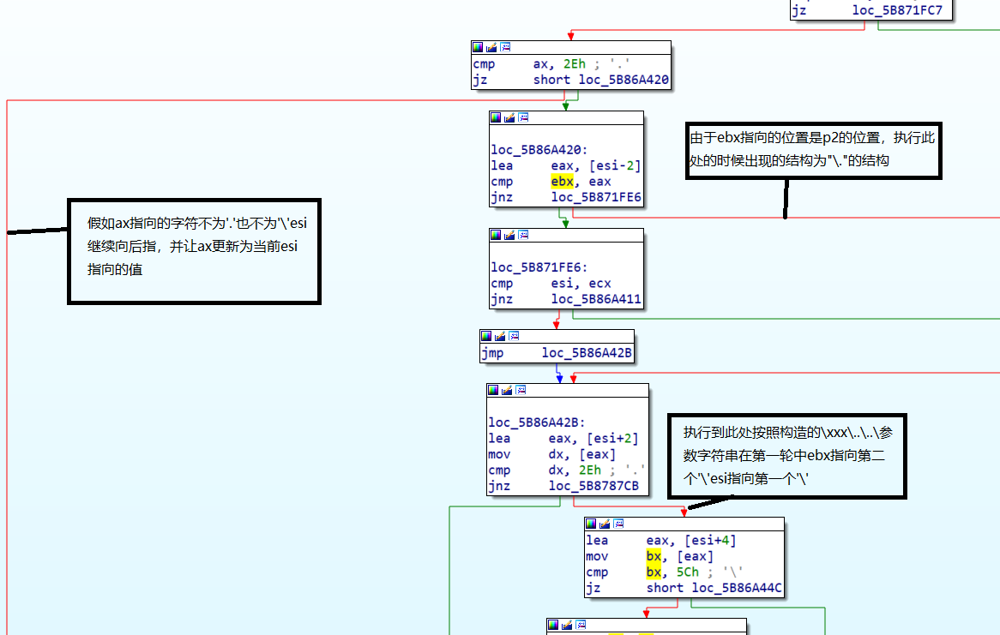 jz loc_5B871FC7
cmp ax, 2Eh ; '.'
jz short loc_5B86A420
loc_5B86A420:
lea eax, [esi-2]
cmp ebx, eax
jnz loc_5B871FE6
由于ebx指向的位置是p2的位置，执行此
处的时候出现的结构为"\."的结构
假如ax指向的字符不为'.'也不为'\'esi
继续向后指，并让ax更新为当前esi
指向的值
loc_5B871FE6:
cmp esi, ecx
jnz loc_5B86A411
jmp loc_5B86A42B
loc_5B86A42B:
lea eax, [esi+2]
mov dx, [eax]
cmp dx, 2Eh ; '.'
jnz loc_5B8787CB
执行到此处按照构造的\xxx\..\..\参
数字符串在第一轮中ebx指向第二
个'\'esi指向第一个'\'
lea eax, [esi+4]
mov bx, [eax]
cmp bx, 5Ch ; '\'
jz short loc_5B86A44C